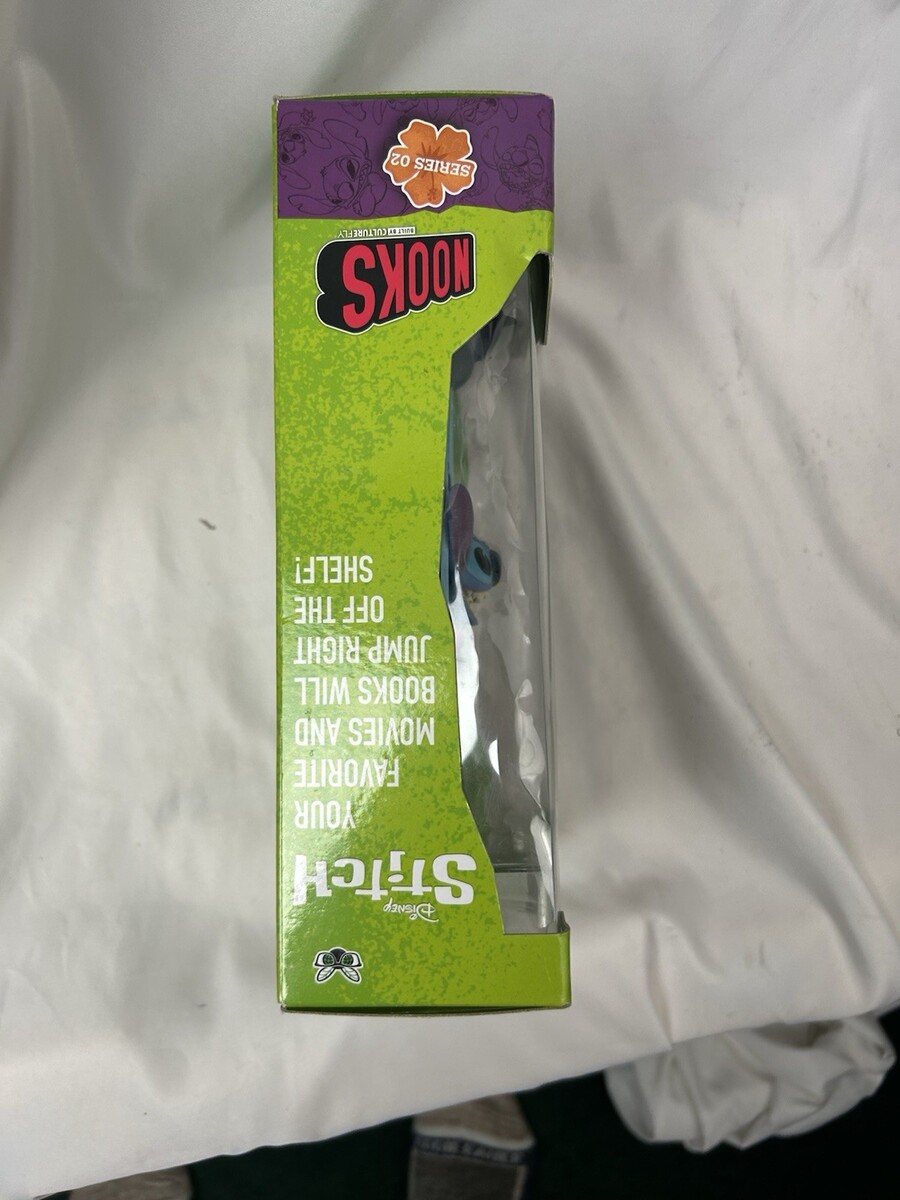 DISNEY
Stitch
YOUR
FAVORITE
MOVIES AND
BOOKS WILL
JUMP RIGHT
OFF THE
SHELF!
NOOKS
BUILT BY CULTUREFLY
SERIES 02